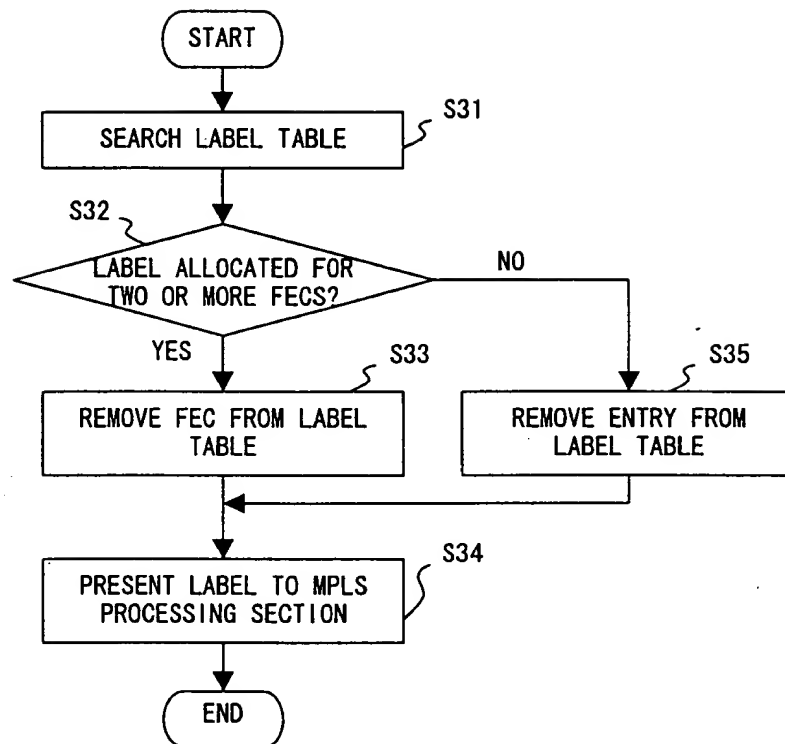 START
SEARCH LABEL TABLE
S31
S32
LABEL ALLOCATED FOR
TWO OR MORE FECS?
NO
YES
S33
REMOVE FEC FROM LABEL
TABLE
S35
REMOVE ENTRY FROM
LABEL TABLE
S34
PRESENT LABEL TO MPLS
PROCESSING SECTION
END